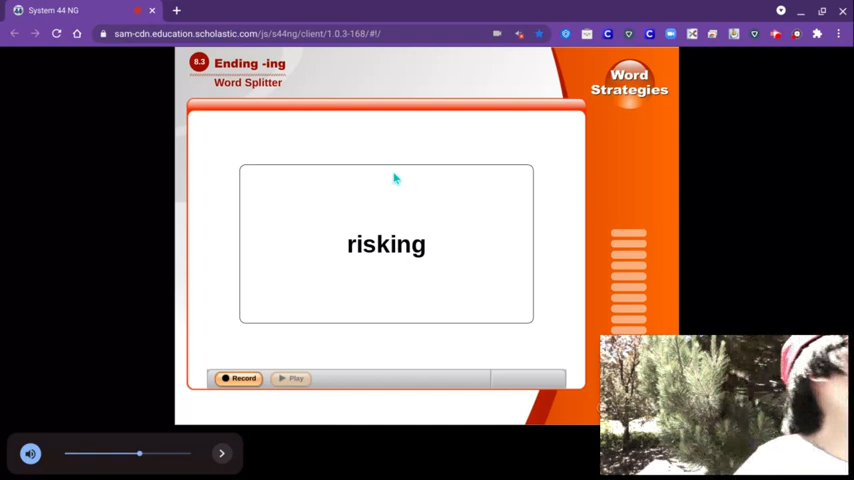 System 44 NG
sam-cdn.education.scholastic.com/js/s44ng/client/1.0.3-168/#!/
8.3 Ending -ing
Word Splitter
Word
Strategies
risking
Record
Play